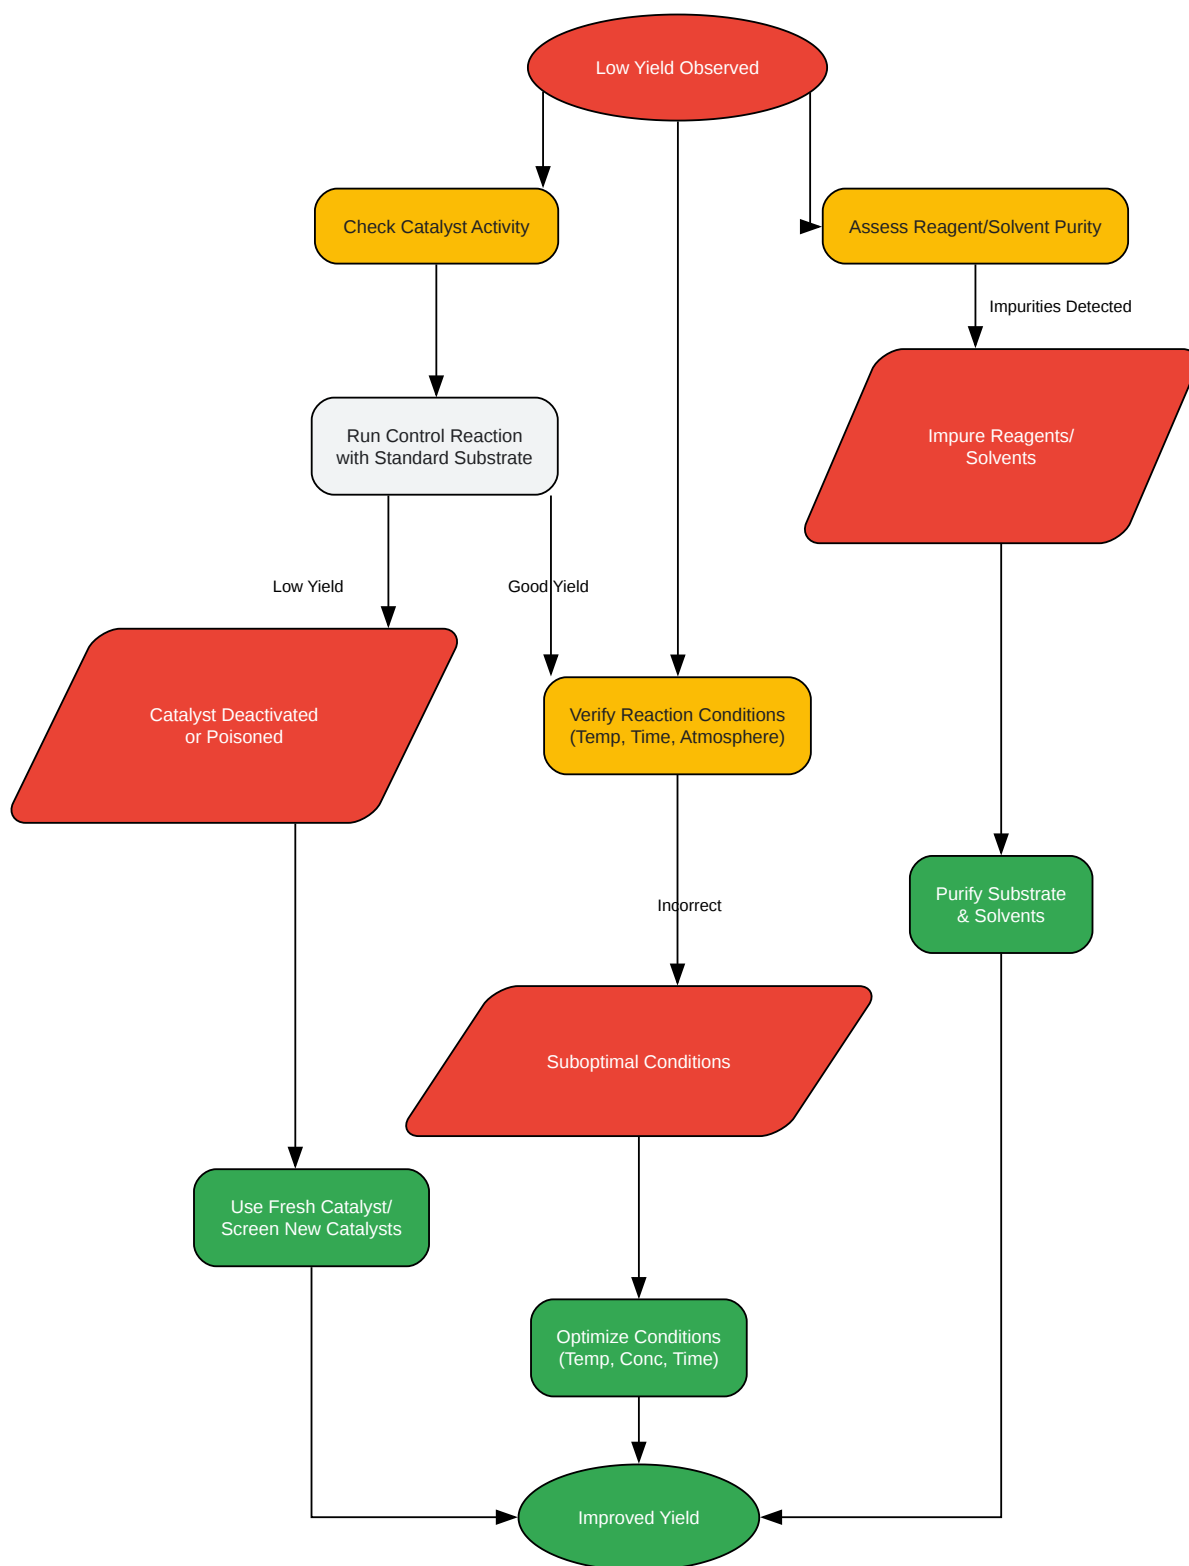 Low Yield Observed
Check Catalyst Activity
Assess Reagent/Solvent Purity
Impurities Detected
Run Control Reaction
with Standard Substrate
Impure Reagents/
Solvents
Low Yield
Good Yield
Catalyst Deactivated
or Poisoned
Verify Reaction Conditions
(Temp, Time, Atmosphere)
Purify Substrate
& Solvents
Incorrect
Suboptimal Conditions
Use Fresh Catalyst/
Screen New Catalysts
Optimize Conditions
(Temp, Conc, Time)
Improved Yield